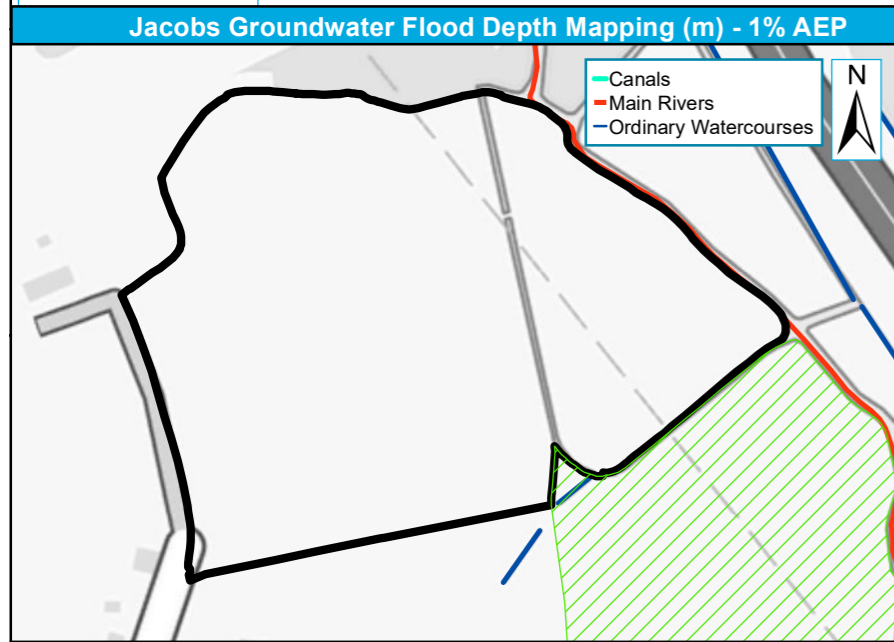 Jacobs Groundwater Flood Depth Mapping (m) - 1% AEP
Canals
Main Rivers
Ordinary Watercourses
N